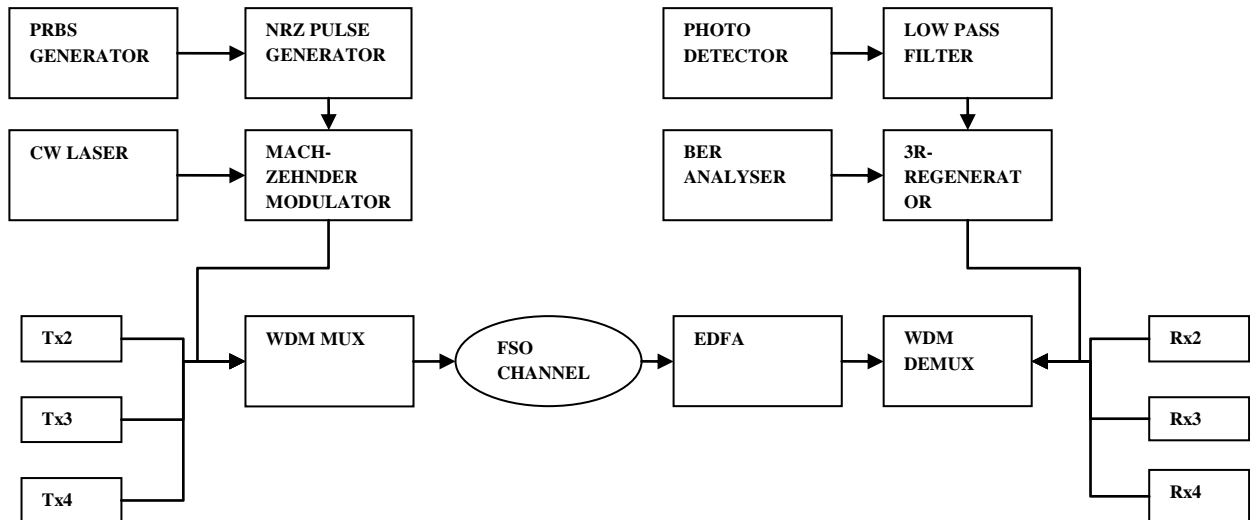 PRBS
GENERATOR
NRZ PULSE
GENERATOR
PHOTO
DETECTOR
LOW PASS
FILTER
CW LASER
MACH-
ZEHNDER
MODULATOR
BER
ANALYSER
3R-
REGENERAT
OR
Tx2
WDM MUX
FSO
CHANNEL
EDFA
WDM
DEMUX
Rx2
Tx3
Rx3
Tx4
Rx4